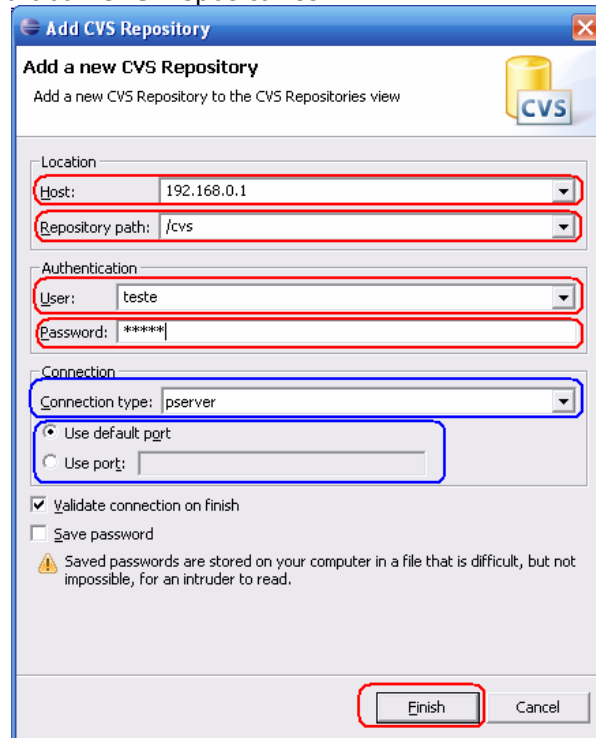 Add CVS Repository
Add a new CVS Repository
Add a new CVS Repository to the CVS Repositories view
CVS
Location
Host: 192.168.0.1
Repository path: /cvs
Authentication
User: teste
Password: *****
Connection
Connection type: pserver
Use default port
Use port:
Validate connection on finish
Save password
Saved passwords are stored on your computer in a file that is difficult, but not
impossible, for an intruder to read.
Finish Cancel